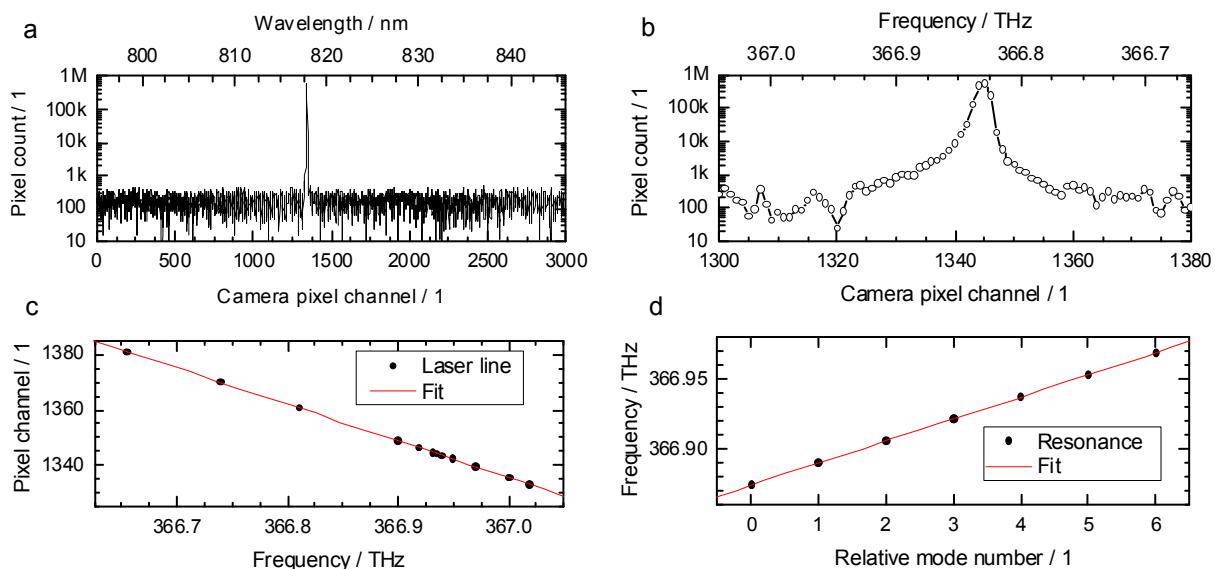 a
Wavelength / nm
800 810 820 830 840
Pixel count / 1
1M
100k
10k
1k
100
10
0 500 1000 1500 2000 2500 3000
Camera pixel channel / 1
b
Frequency / THz
367.0 366.9 366.8 366.7
Pixel count / 1
1M
100k
10k
1k
100
10
1300 1320 1340 1360 1380
Camera pixel channel / 1
c
Pixel channel / 1
1380
1360
1340
Laser line
Fit
366.7 366.8 366.9 367.0
Frequency / THz
d
Frequency / THz
366.95
366.90
Resonance
Fit
0 1 2 3 4 5 6
Relative mode number / 1